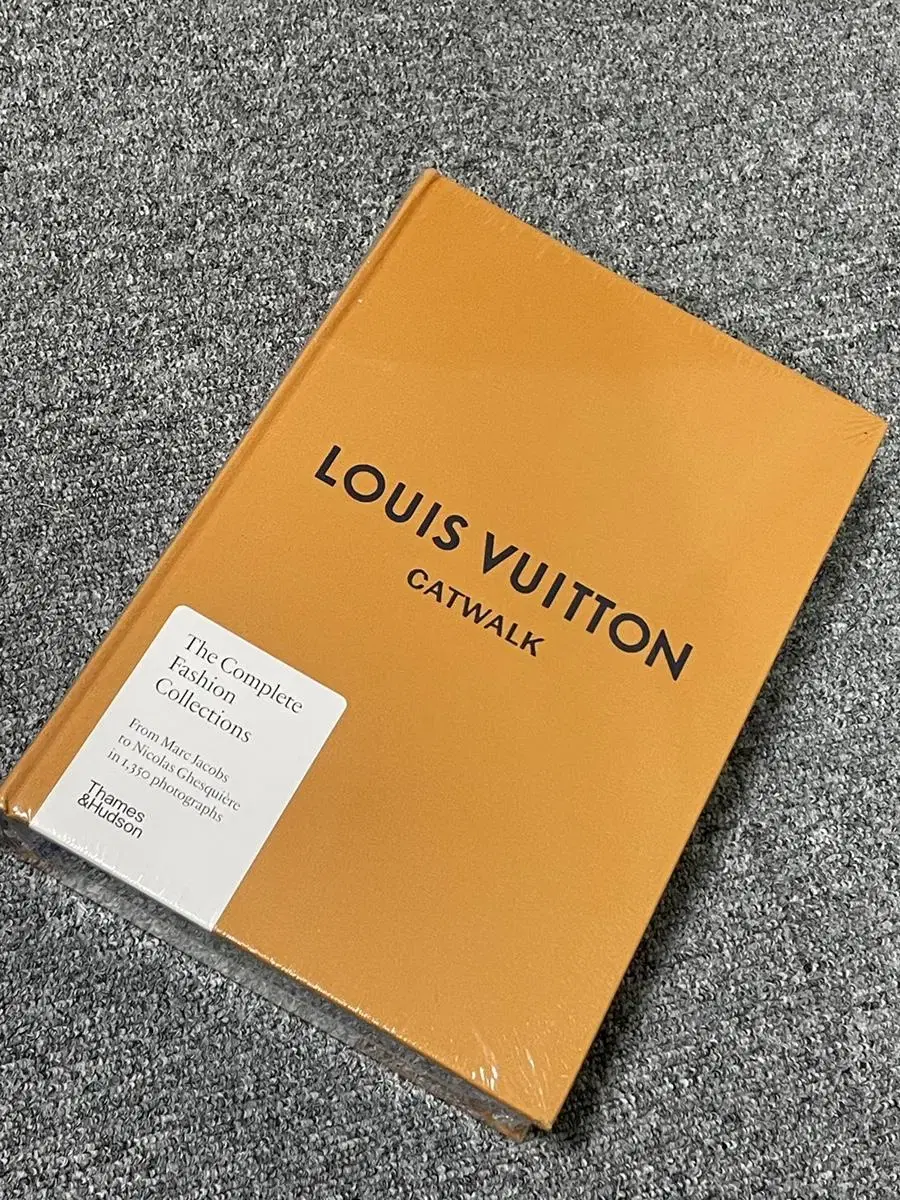 LOUIS VUITTON
CATWALK
The Complete
Fashion
Collections
From Marc Jacobs
to Nicolas Ghesquière
in 1,350 photographs
Thames
&Hudson